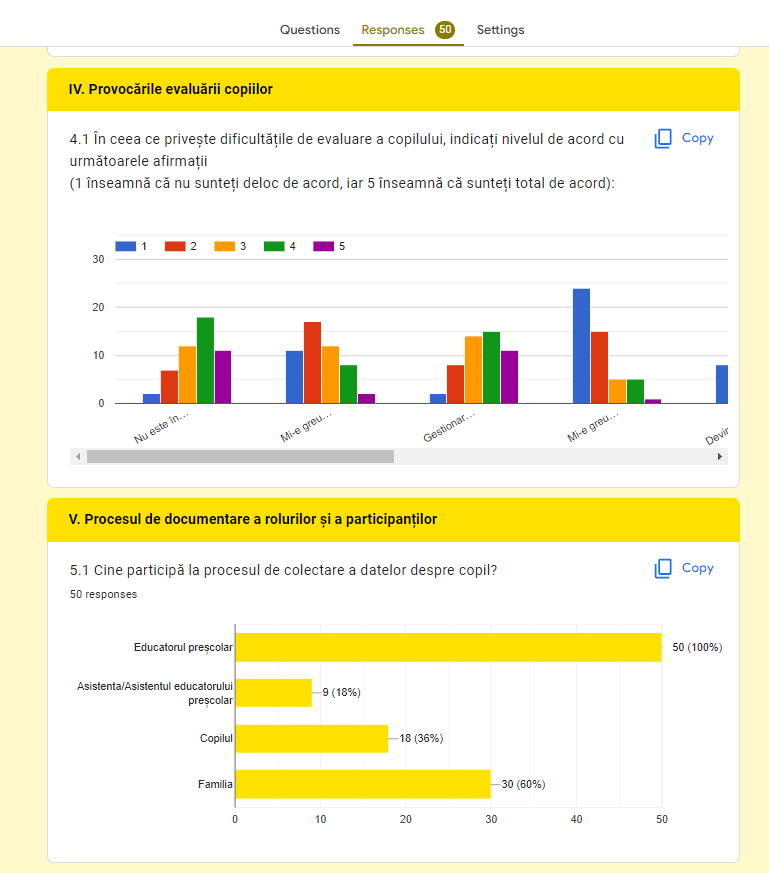 Questions Responses 50 Settings
IV. Provocările evaluării copiilor
4.1 În ceea ce privește dificultățile de evaluare a copilului, indicați nivelul de acord cu
următoarele afirmații
(1 înseamnă că nu sunteți deloc de acord, iar 5 înseamnă că sunteți total de acord):
Copy
1 2 3 4 5
30
20
10
0
Nu este în...
Mi-e greu...
Gestionar...
Mi-e greu...
Devir
V. Procesul de documentare a rolurilor și a participanților
5.1 Cine participă la procesul de colectare a datelor despre copil?
Copy
50 responses
Educatorul preșcolar 50 (100%)
Asistenta/Asistentul educatorului
preșcolar
9 (18%)
Copilul 18 (36%)
Familia 30 (60%)
0 10 20 30 40 50